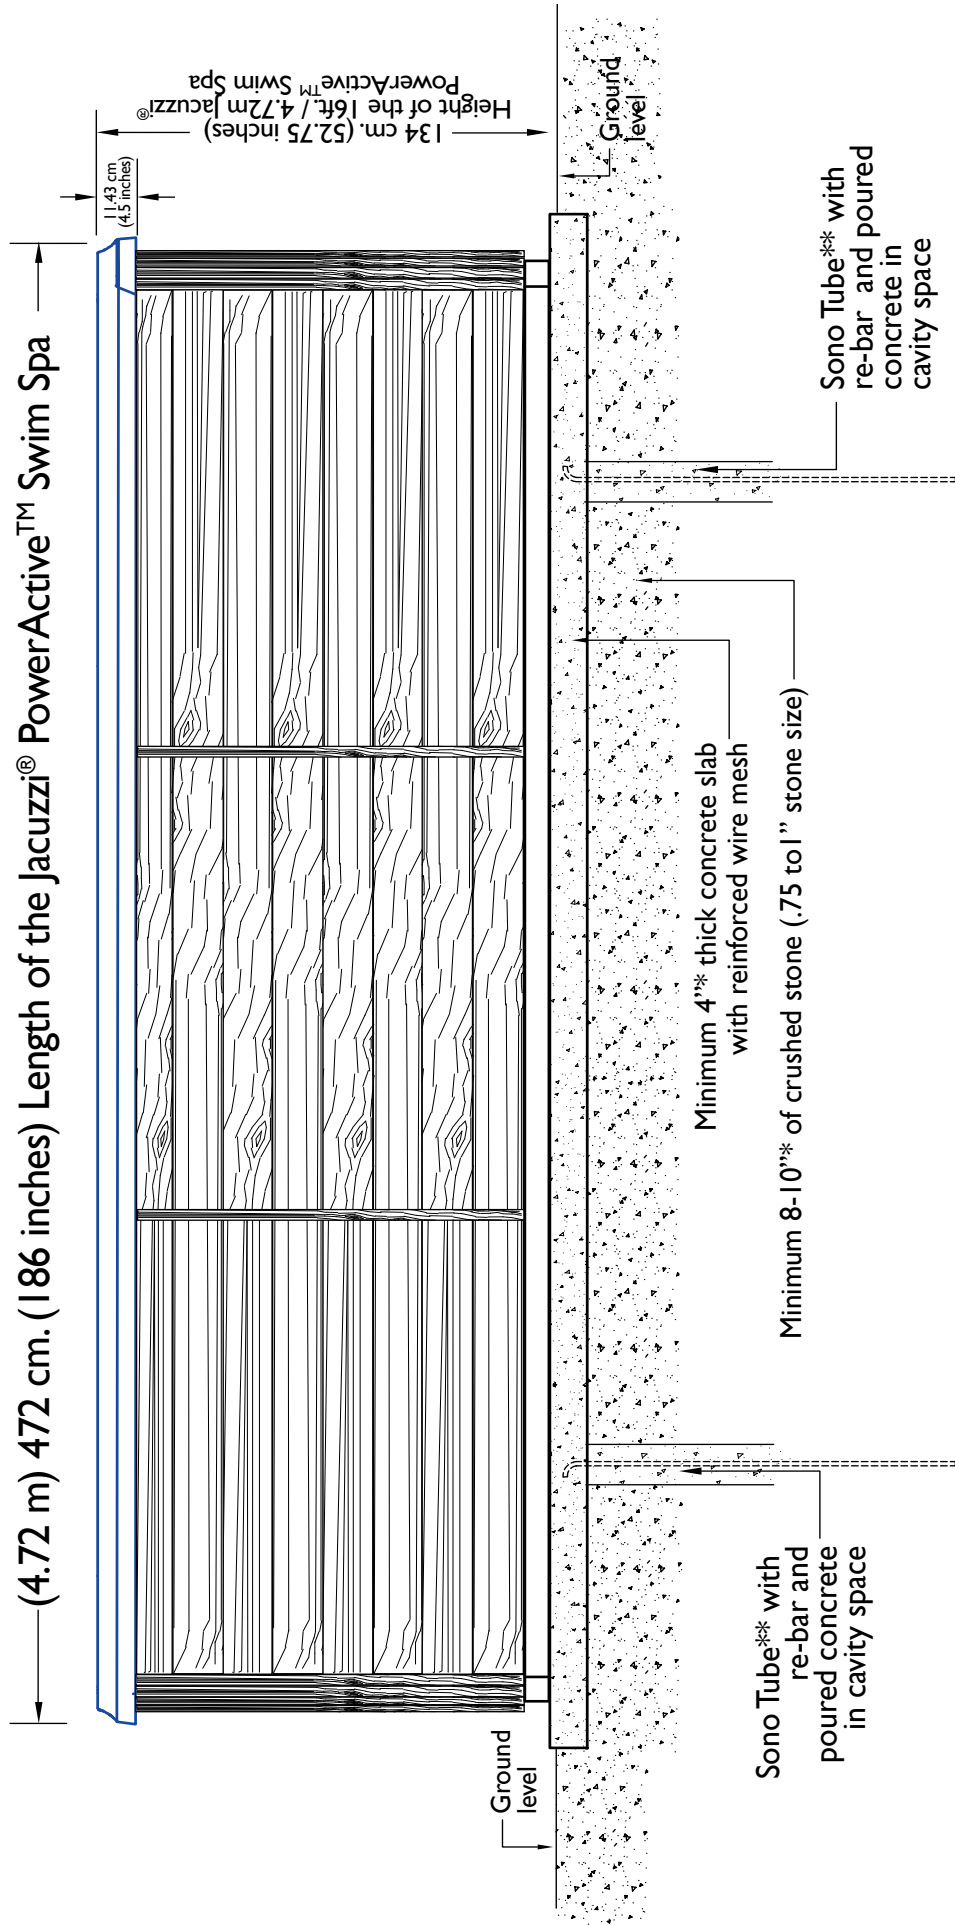 (4.72 m) 472 cm. (186 inches) Length of the Jacuzzi® PowerActive™ Swim Spa
11.43 cm
(4.5 inches)
134 cm. (52.75 inches)
Height of the 16ft. / 4.72m Jacuzzi®
PowerActive™ Swim Spa
Ground
level
Ground
level
Sono Tube** with
re-bar and
poured concrete
in cavity space
Minimum 4”* thick concrete slab
with reinforced wire mesh
Minimum 8-10”* of crushed stone (.75 to1” stone size)
Sono Tube** with
re-bar and poured
concrete in
cavity space